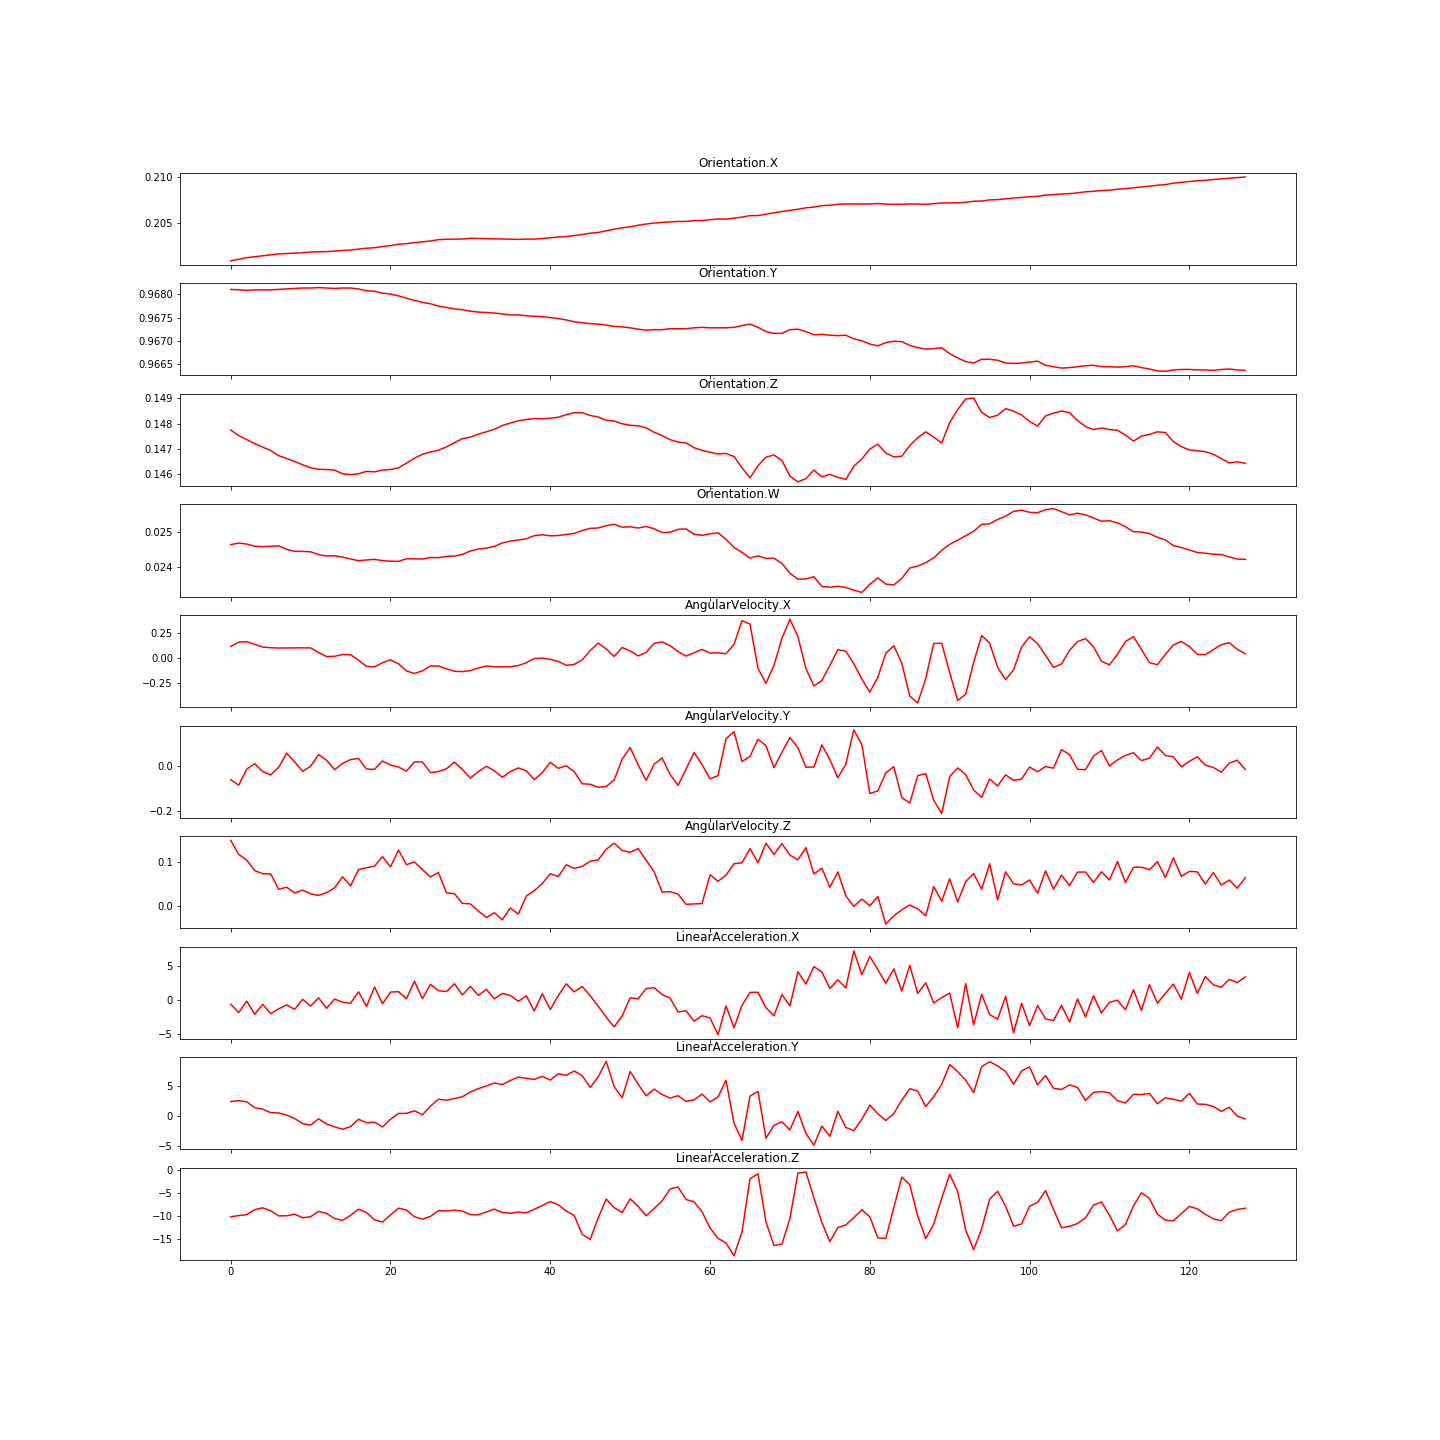 Orientation.X
0.210
0.205
Orientation.Y
0.9680
0.9675
0.9670
0.9665
Orientation.Z
0.149
0.148
0.147
0.146
Orientation.W
0.025
0.024
AngularVelocity.X
0.25
0.00
−0.25
AngularVelocity.Y
0.0
−0.2
AngularVelocity.Z
0.1
0.0
LinearAcceleration.X
5
0
−5
LinearAcceleration.Y
5
0
−5
LinearAcceleration.Z
0
−5
−10
−15
0 20 40 60 80 100 120